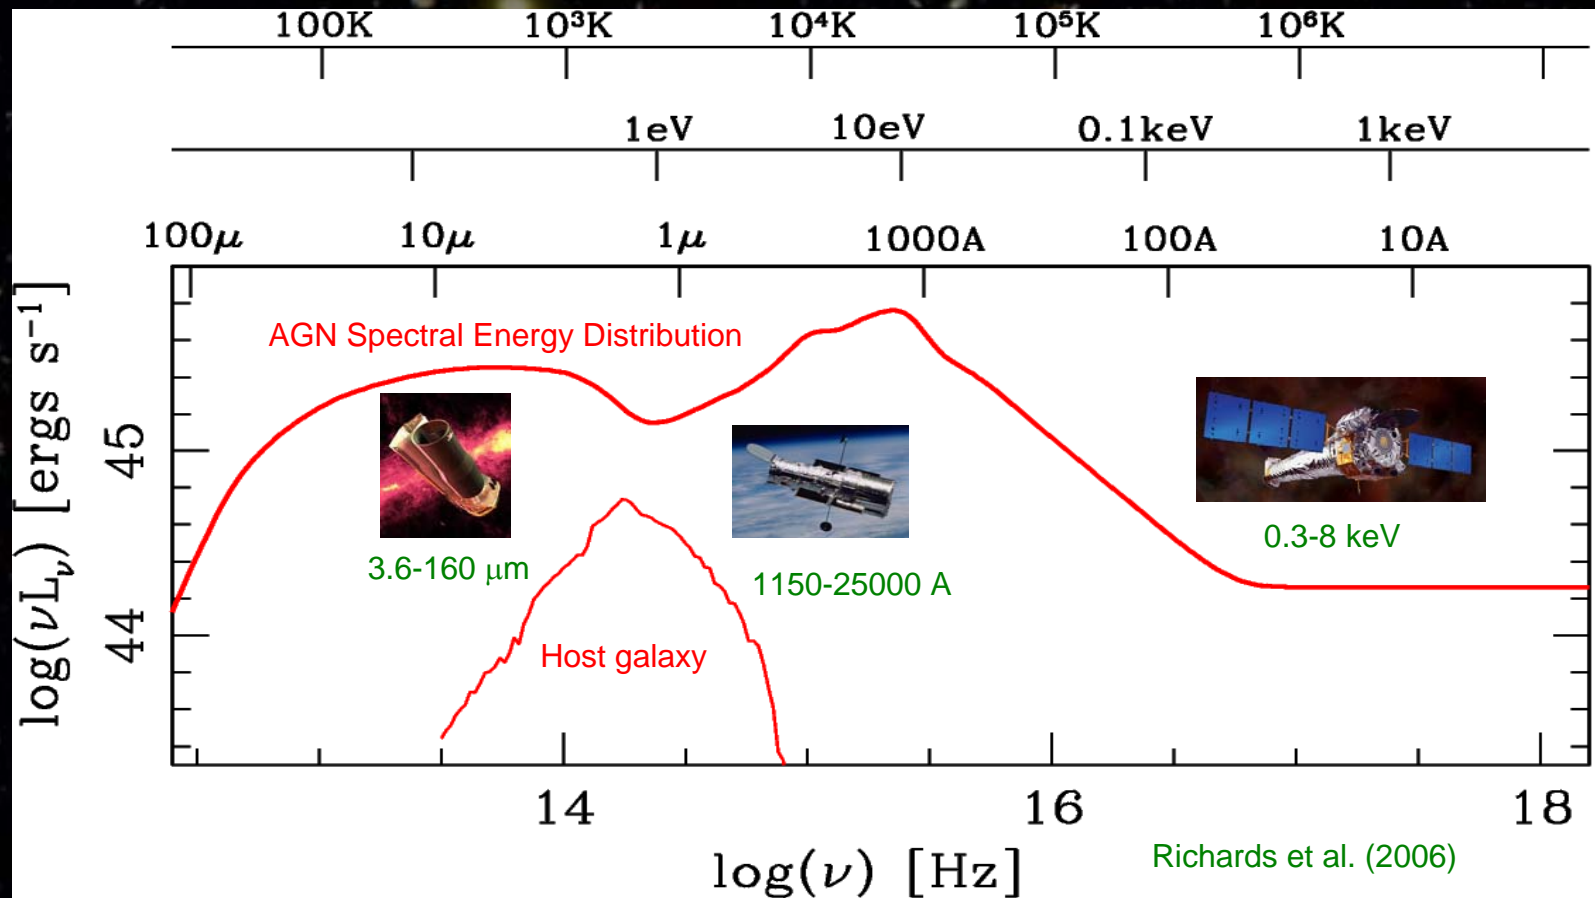 100K 10³K 10⁴K 10⁵K 10⁶K
1eV 10eV 0.1keV 1keV
100μ 10μ 1μ 1000A 100A 10A
AGN Spectral Energy Distribution
3.6-160 μm
1150-25000 A
0.3-8 keV
Host galaxy
log(νLν) [ergs s⁻¹]
45
44
14 16 18
log(ν) [Hz]
Richards et al. (2006)